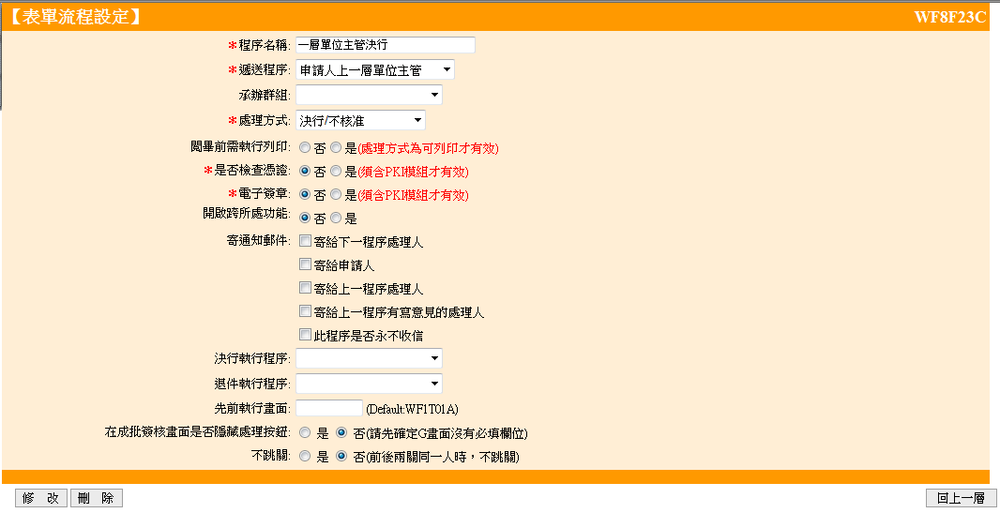 【表單流程設定】 WF8F23C
＊程序名稱: 一層單位主管決行
＊遞送程序: 申請人上一層單位主管
承辦群組:
＊處理方式: 決行/不核准
閱畢前需執行列印: 否 是(處理方式為可列印才有效)
＊是否檢查憑證: 否 是(須含PKI模組才有效)
＊電子簽章: 否 是(須含PKI模組才有效)
開啟跨所處功能: 否 是
寄通知郵件: 寄給下一程序處理人
寄給申請人
寄給上一程序處理人
寄給上一程序有寫意見的處理人
此程序是否永不收信
決行執行程序:
退件執行程序:
先前執行畫面: (Default:WF1T01A)
在成批簽核畫面是否隱藏處理按鈕: 是 否(請先確定G畫面沒有必填欄位)
不跳關: 是 否(前後兩關同一人時，不跳關)
修 改 刪 除 回上一層